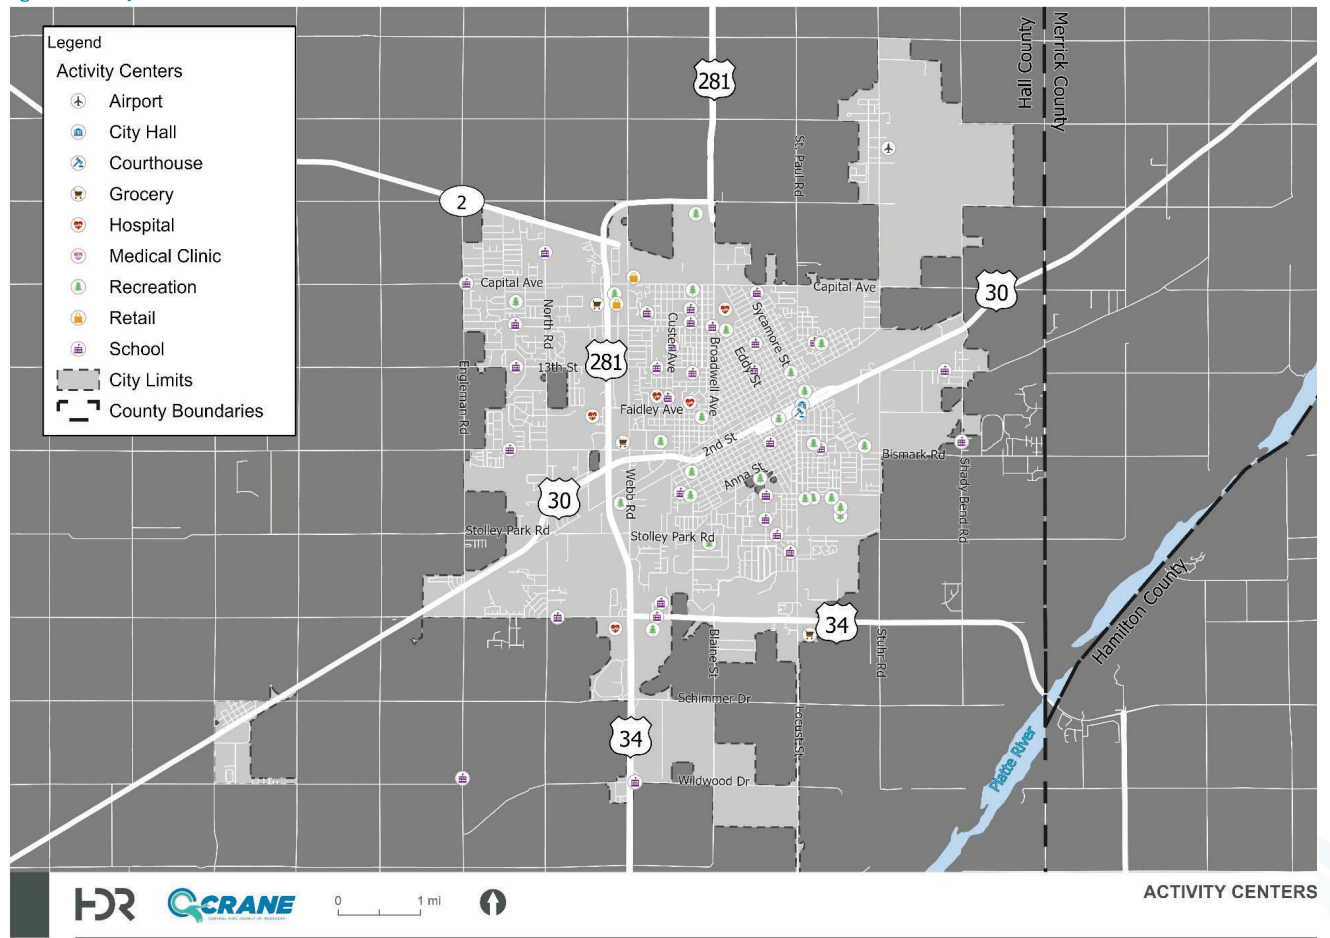 Legend
Activity Centers
Airport
City Hall
Courthouse
Grocery
Hospital
Medical Clinic
Recreation
Retail
School
City Limits
County Boundaries
281
Hall County
Merrick County
St. Paul Rd
2
30
Capital Ave
Capital Ave
North Rd
Custer Ave
Sycamore St
Eddy St
Broadwell Ave
281
13th St
Engleman Rd
Faidley Ave
2nd St
Anna St
Bismark Rd
Shady Bend Rd
30
Webb Rd
Stolley Park Rd
Stolley Park Rd
34
Hamilton County
Blaine St
Stuhr Rd
Schimmer Dr
Locust St
34
Platte River
Wildwood Dr
HDR
CRANE
0 1 mi
ACTIVITY CENTERS